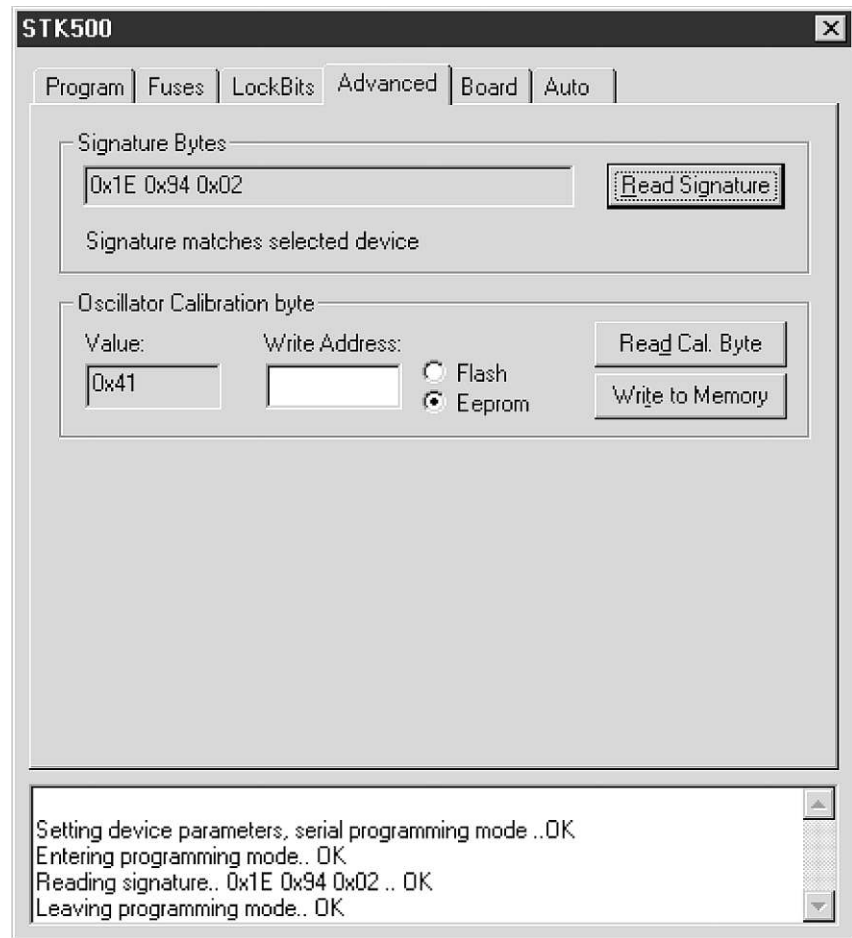 STK500
Program Fuses LockBits Advanced Board Auto
Signature Bytes
0x1E 0x94 0x02
Read Signature
Signature matches selected device
Oscillator Calibration byte
Value: Write Address:
Read Cal. Byte
0x41
Flash
Eeprom
Write to Memory
Setting device parameters, serial programming mode ..OK
Entering programming mode.. OK
Reading signature.. 0x1E 0x94 0x02 .. OK
Leaving programming mode.. OK